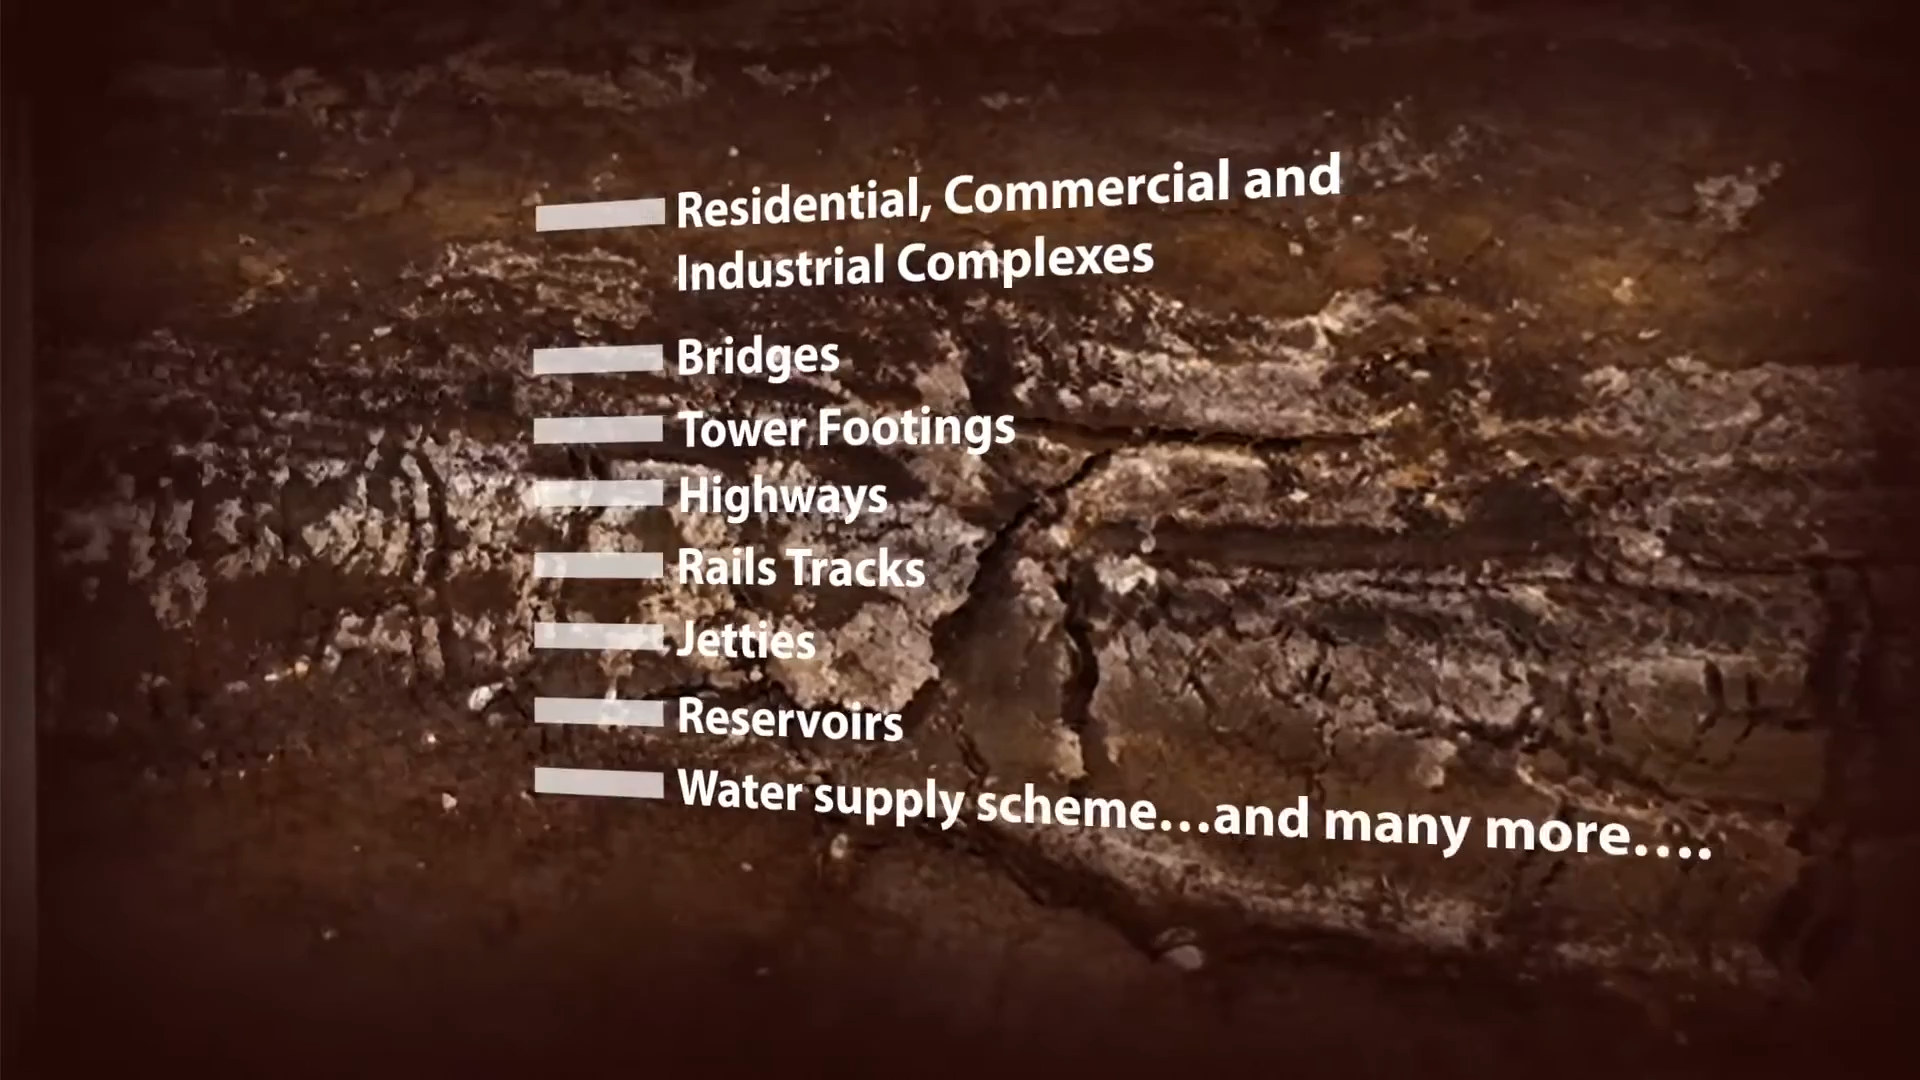 Residential, Commercial and
Industrial Complexes
Bridges
Tower Footings
Highways
Rails Tracks
Jetties
Reservoirs
Water supply scheme...and many more....